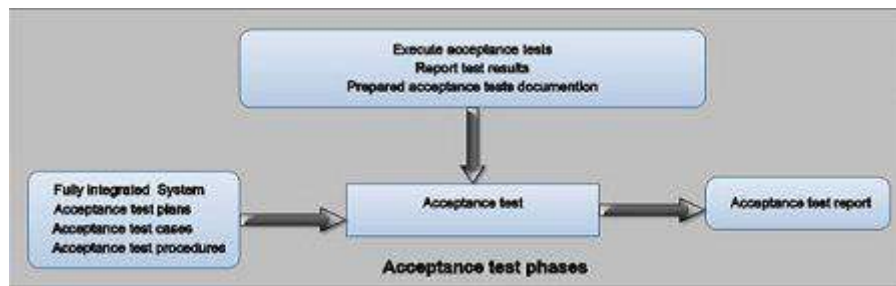 Execute acceptance tests
Report test results
Prepared acceptance tests documention
Fully Integrated System
Acceptance test plans
Acceptance test cases
Acceptance test procedures
Acceptance test
Acceptance test report
Acceptance test phases